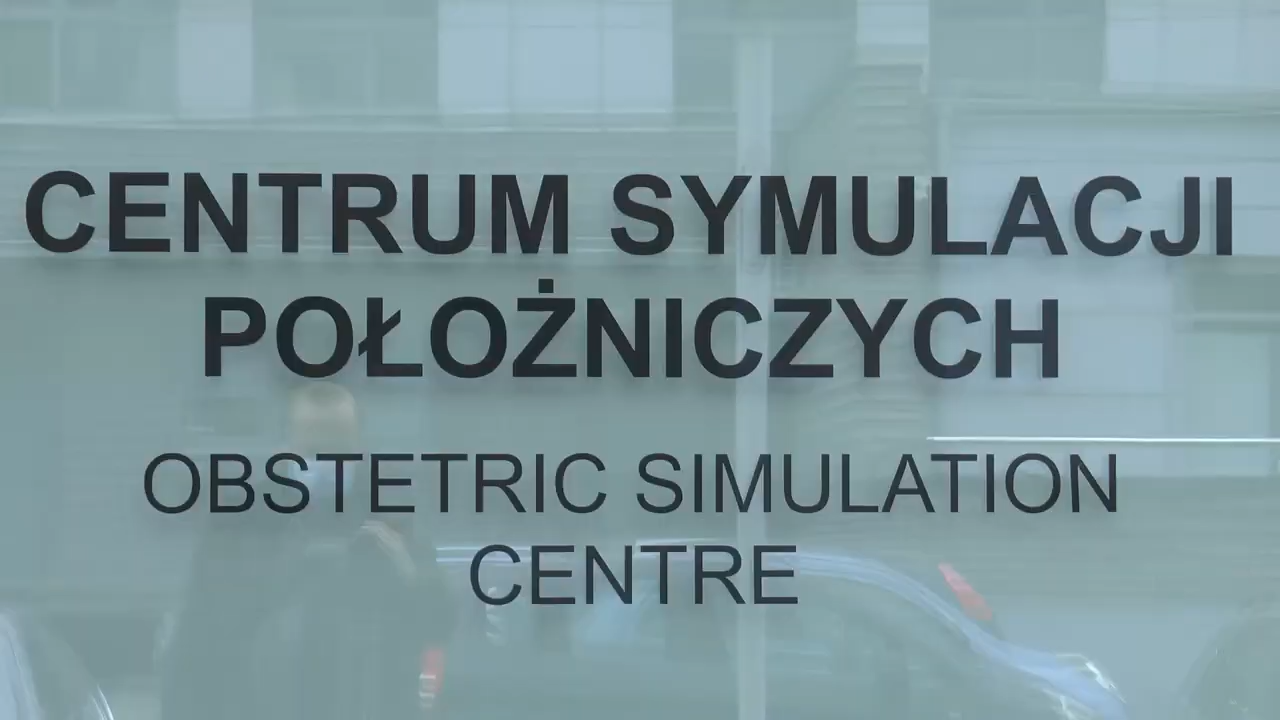 CENTRUM SYMULACJI
POŁOŻNICZYCH
OBSTETRIC SIMULATION
CENTRE